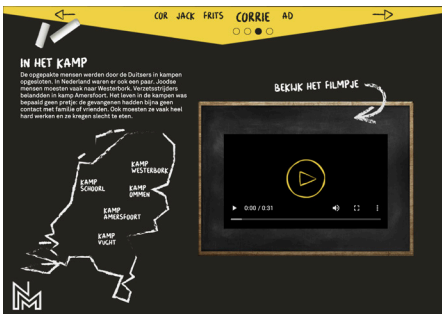 COR JACK FRITS CORRIE AD
IN HET KAMP
De opgepakte mensen werden door de Duitsers in kampen
opgesloten. In Nederland waren er ook een paar. Joodse
mensen moesten vaak naar Westerbork. Verzetsstrijders
belandden in kamp Amersfoort. Het leven in de kampen was
bepaald geen pretje: de gevangenen hadden bijna geen
contact met familie of vrienden. Ook moesten ze vaak heel
hard werken en ze kregen slecht te eten.
BEKIJK HET FILMPJE
KAMP
WESTERBORK
KAMP
SCHOORL
KAMP
OMMEN
KAMP
AMERSFOORT
KAMP
VUCHT
0:00 / 0:31
NM